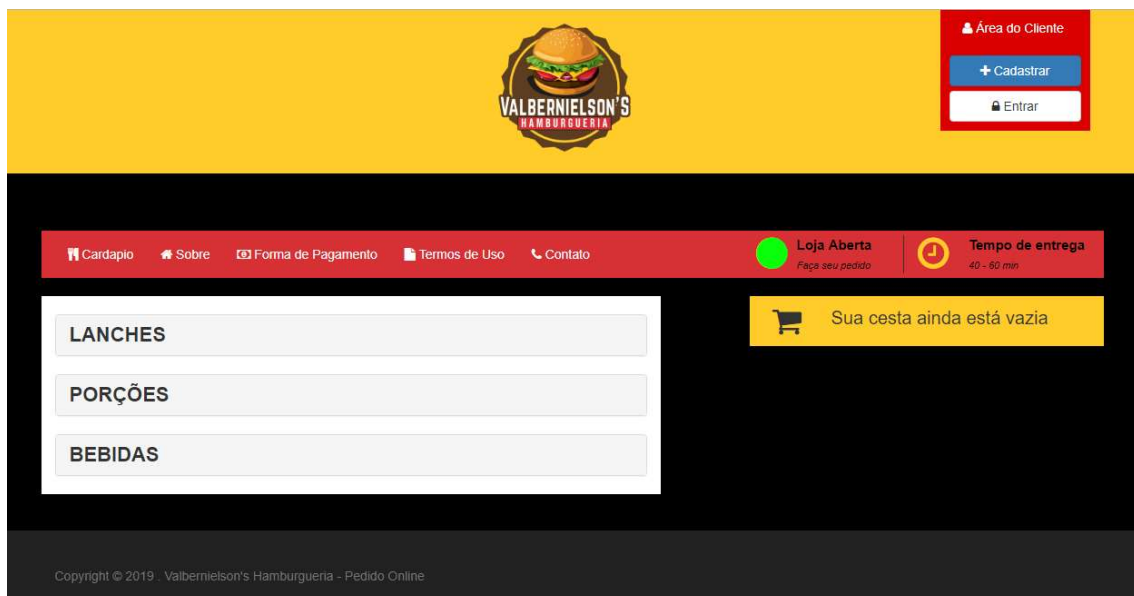 VALBERNIELSON'S
HAMBURGUERIA
Área do Cliente
Cadastrar
Entrar
Cardapio Sobre Forma de Pagamento Termos de Uso Contato
Loja Aberta
Faça seu pedido
Tempo de entrega
40 - 60 min
LANCHES
Sua cesta ainda está vazia
PORÇÕES
BEBIDAS
Copyright © 2019 . Valbernielson's Hamburgueria - Pedido Online